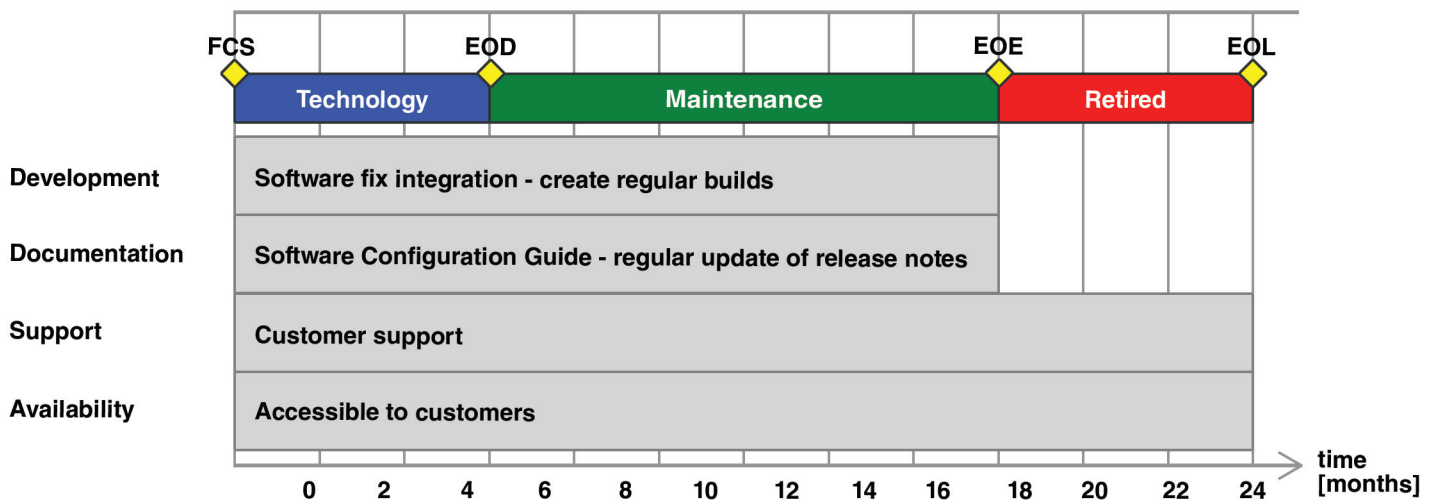 FCS EOD EOE EOL
Technology Maintenance Retired
Development Software fix integration - create regular builds
Documentation Software Configuration Guide - regular update of release notes
Support Customer support
Availability Accessible to customers
time
[months]
0 2 4 6 8 10 12 14 16 18 20 22 24